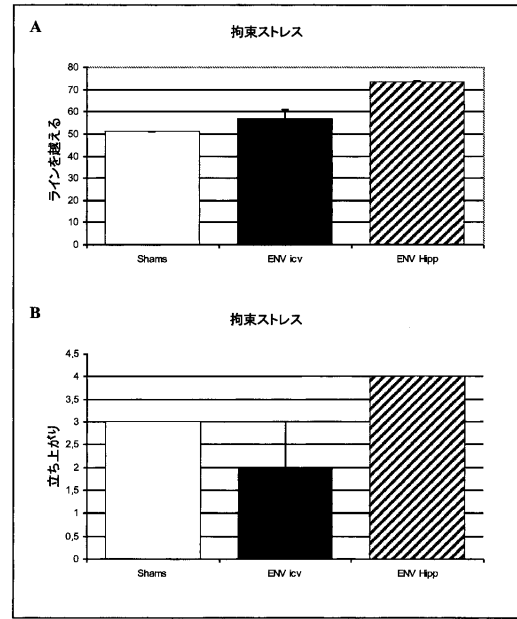 A
拘束ストレス
80
70
60
50
40
30
20
10
0
ラインを越える
Shams
ENV icv
ENV Hipp
B
拘束ストレス
4,5
4
3,5
3
2,5
2
1,5
1
0,5
0
立ち上がり
Shams
ENV icv
ENV Hipp